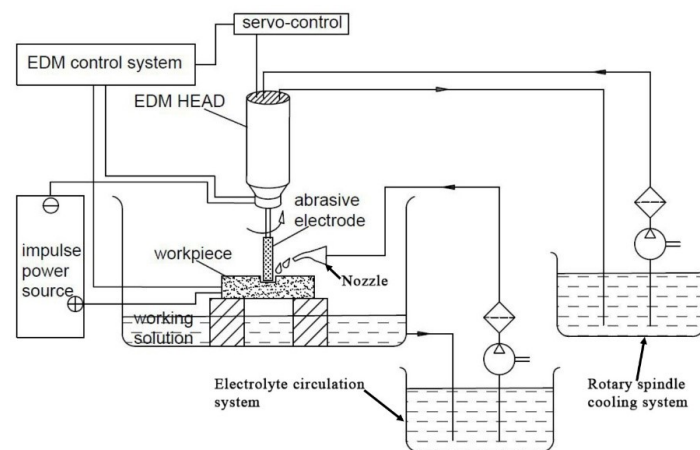 servo-control
EDM control system
EDM HEAD
abrasive
electrode
workpiece
impulse
power
source
Nozzle
working
solution
Electrolyte circulation
system
Rotary spindle
cooling system